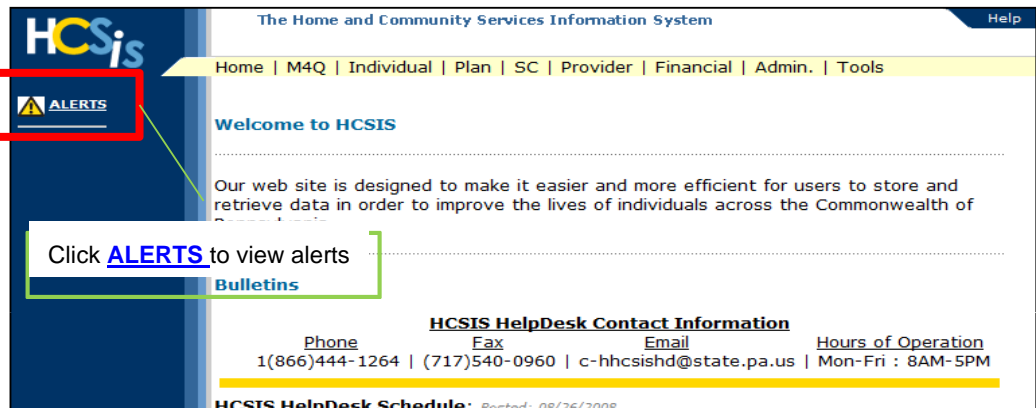 HCSis
The Home and Community Services Information System
Help
Home | M4Q | Individual | Plan | SC | Provider | Financial | Admin. | Tools
ALERTS
Welcome to HCSIS
Our web site is designed to make it easier and more efficient for users to store and
retrieve data in order to improve the lives of individuals across the Commonwealth of
Click ALERTS to view alerts
Bulletins
HCSIS HelpDesk Contact Information
Phone Fax Email Hours of Operation
1(866)444-1264 | (717)540-0960 | c-hhcsishd@state.pa.us | Mon-Fri : 8AM-5PM
HCSIS HelpDesk Schedule: Posted: 08/26/2008